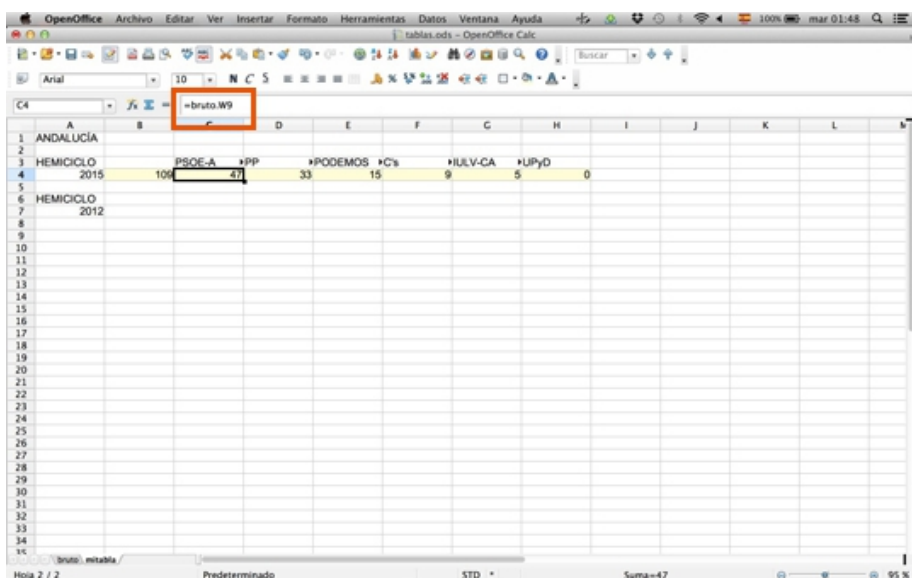 OpenOffice Archivo Editar Ver Insertar Formato Herramientas Datos Ventana Ayuda 100% mar 01:48
tablas.ods - OpenOffice Calc
Buscar
Arial 10 N C S
C4 =bruto.W9
A B C D E F G H I J K L
1 ANDALUCÍA
2
3 HEMICICLO PSOE-A PP PODEMOS C's IULV-CA UPyD
4 2015 109 47 33 15 9 5 0
5
6 HEMICICLO
7 2012
8
9
10
11
12
13
14
15
16
17
18
19
20
21
22
23
24
25
26
27
28
29
30
31
32
33
34
35
bruto mitabla
Hoja 2 / 2 Predeterminado STD * Suma=47 95 %